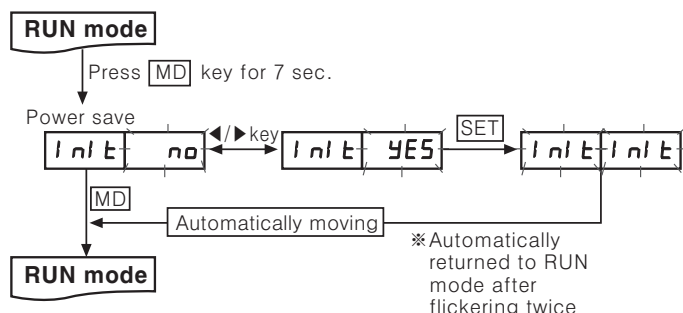 RUN mode
Press MD key for 7 sec.
Power save
InIt no ◀/▶key InIt YES SET InIt InIt
MD
Automatically moving
RUN mode
※Automatically
returned to RUN
mode after
flickering twice